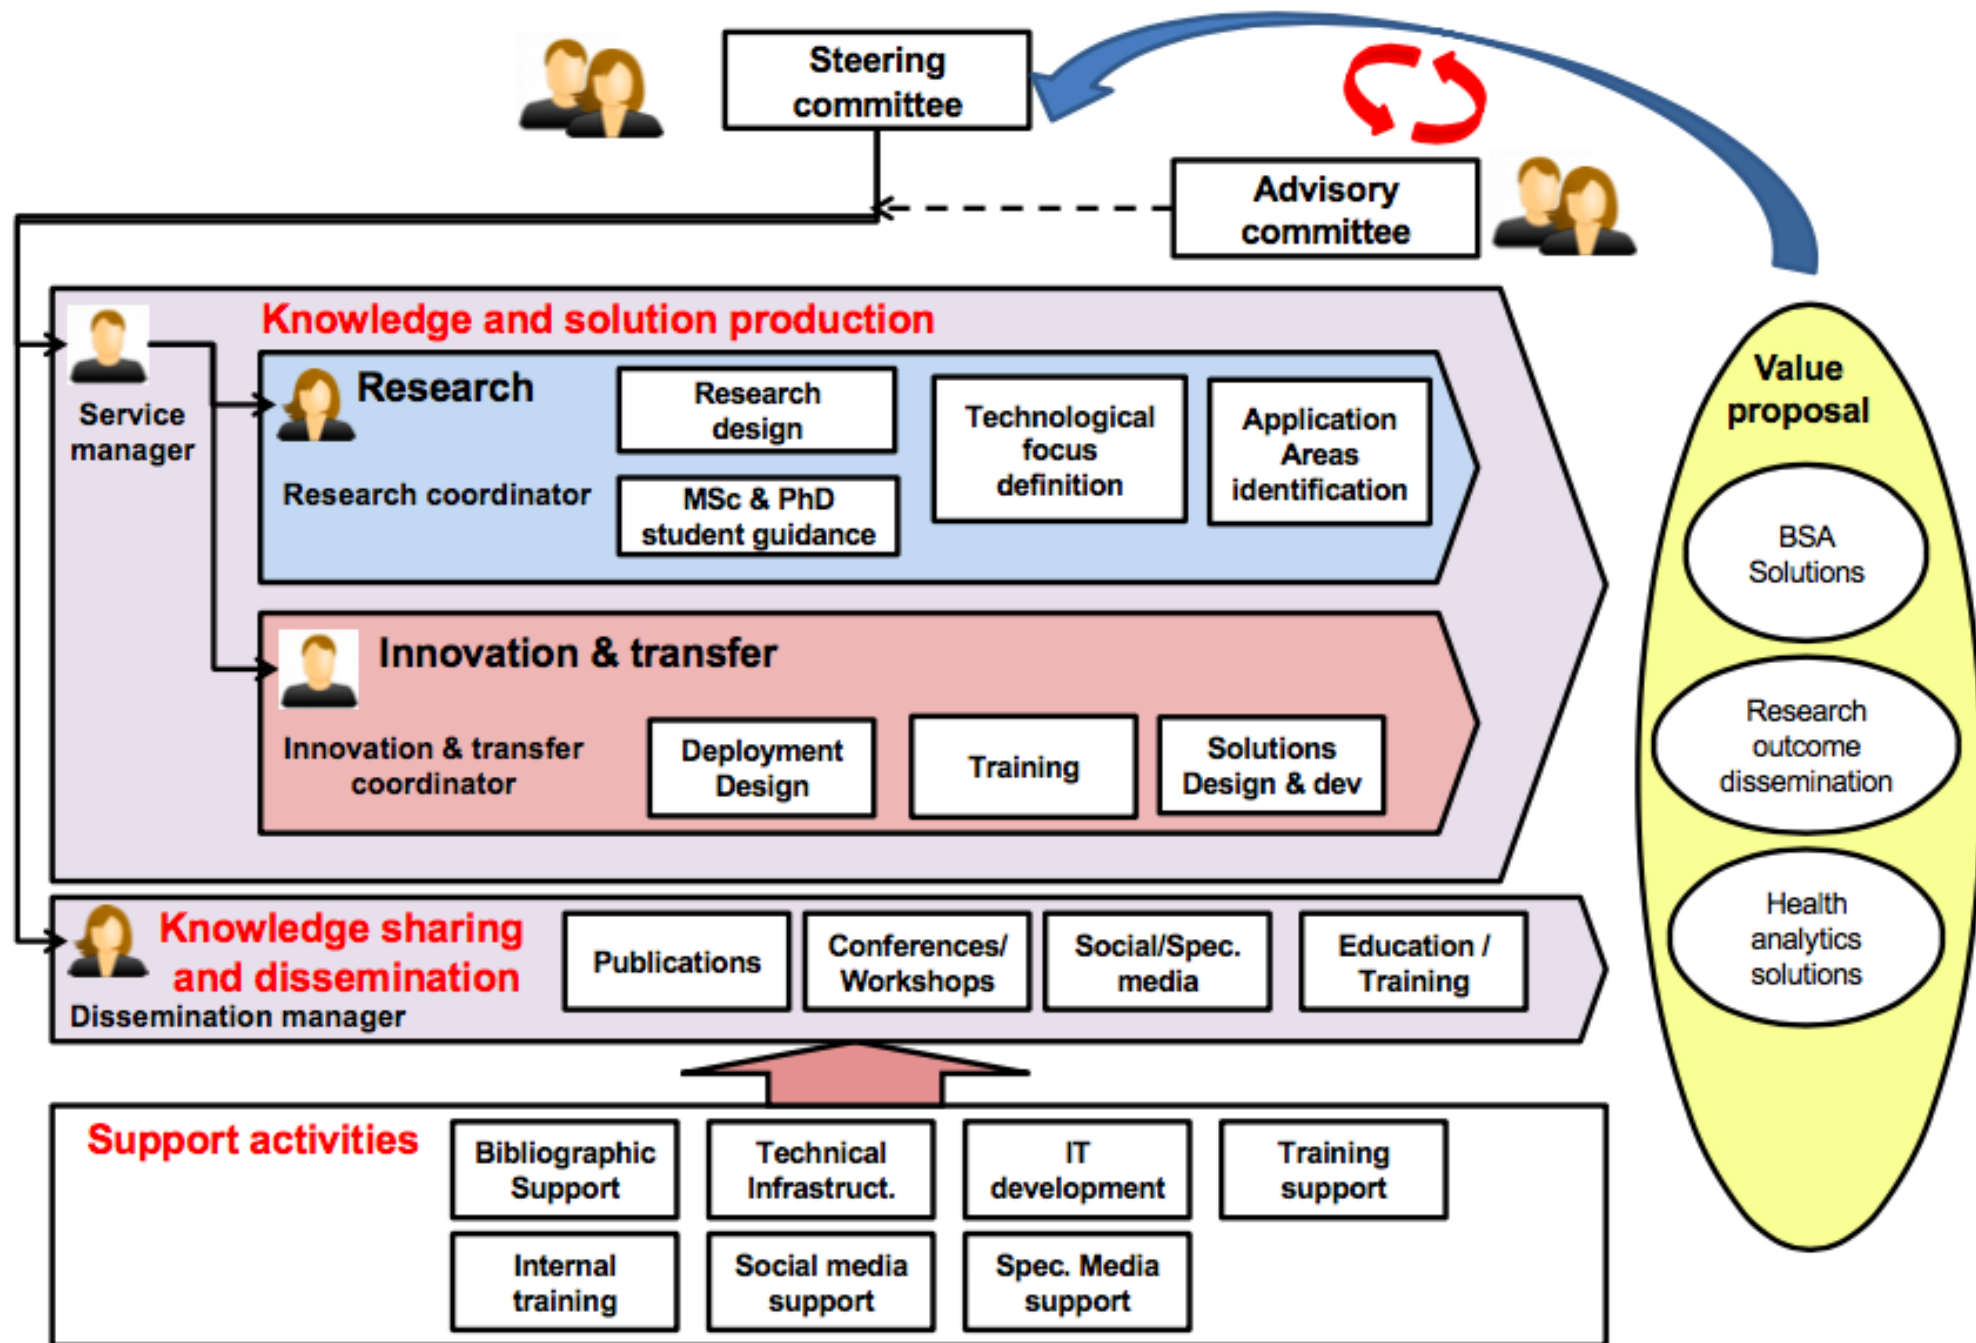 Steering
committee
Advisory
committee
Knowledge and solution production
Service
manager
Research
Research coordinator
Research
design
MSc & PhD
student guidance
Technological
focus
definition
Application
Areas
identification
Innovation & transfer
Innovation & transfer
coordinator
Deployment
Design
Training
Solutions
Design & dev
Knowledge sharing
and dissemination
Dissemination manager
Publications
Conferences/
Workshops
Social/Spec.
media
Education /
Training
Support activities
Bibliographic
Support
Technical
Infrastruct.
IT
development
Training
support
Internal
training
Social media
support
Spec. Media
support
Value
proposal
BSA
Solutions
Research
outcome
dissemination
Health
analytics
solutions